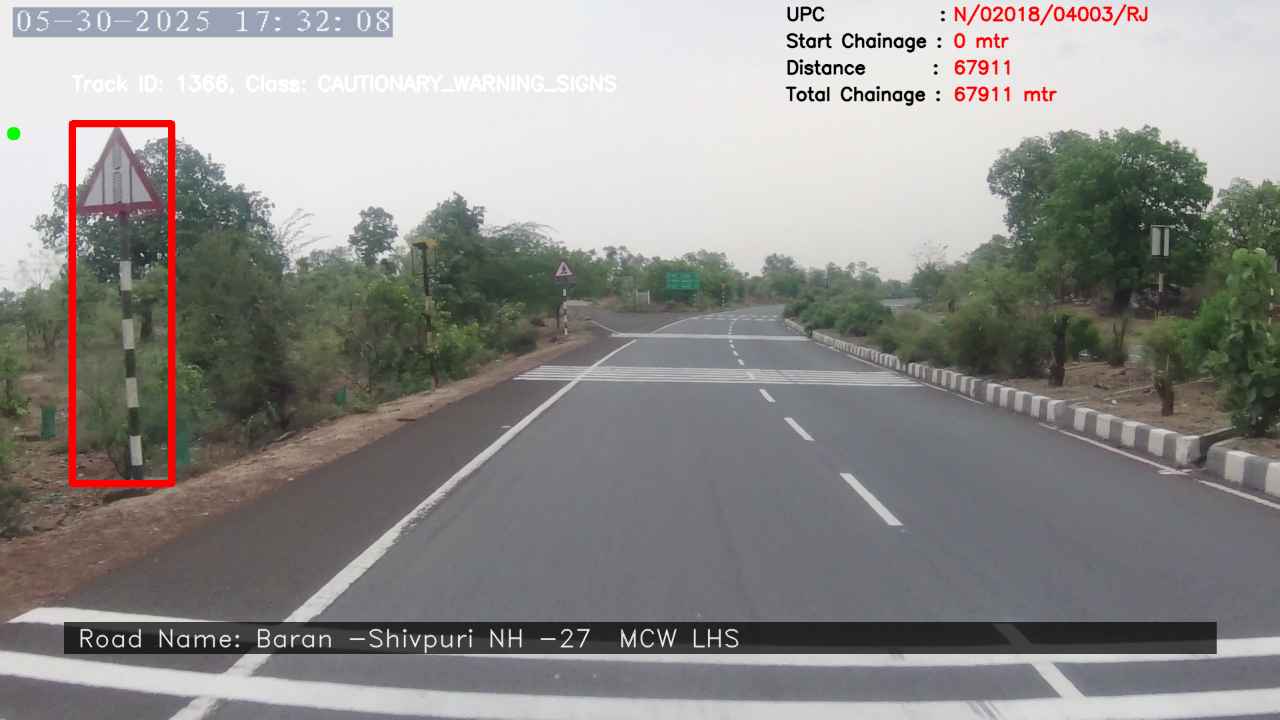 05-30-2025 17:32:08
UPC : N/02018/04003/RJ
Start Chainage : 0 mtr
Distance : 67911
Total Chainage : 67911 mtr
Track ID: 1366, Class: CAUTIONARY_WARNING_SIGNS
Road Name: Baran -Shivpuri NH -27 MCW LHS